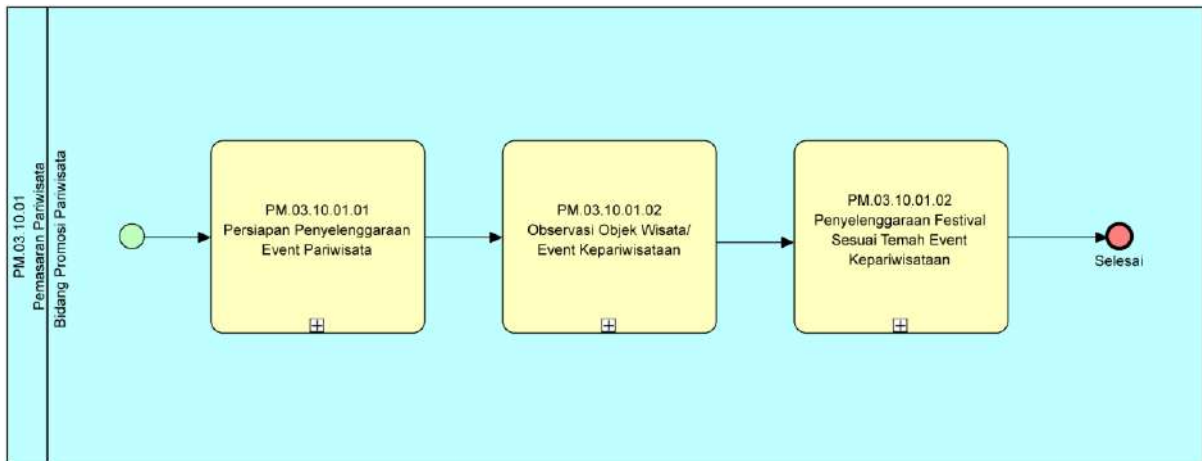 PM.03.10.01
Pemasaran Pariwisata
Bidang Promosi Pariwisata
PM.03.10.01.01
Persiapan Penyelenggaraan
Event Pariwisata
PM.03.10.01.02
Observasi Objek Wisata/
Event Kepariwisataan
PM.03.10.01.02
Penyelenggaraan Festival
Sesuai Temah Event
Kepariwisataan
Selesai